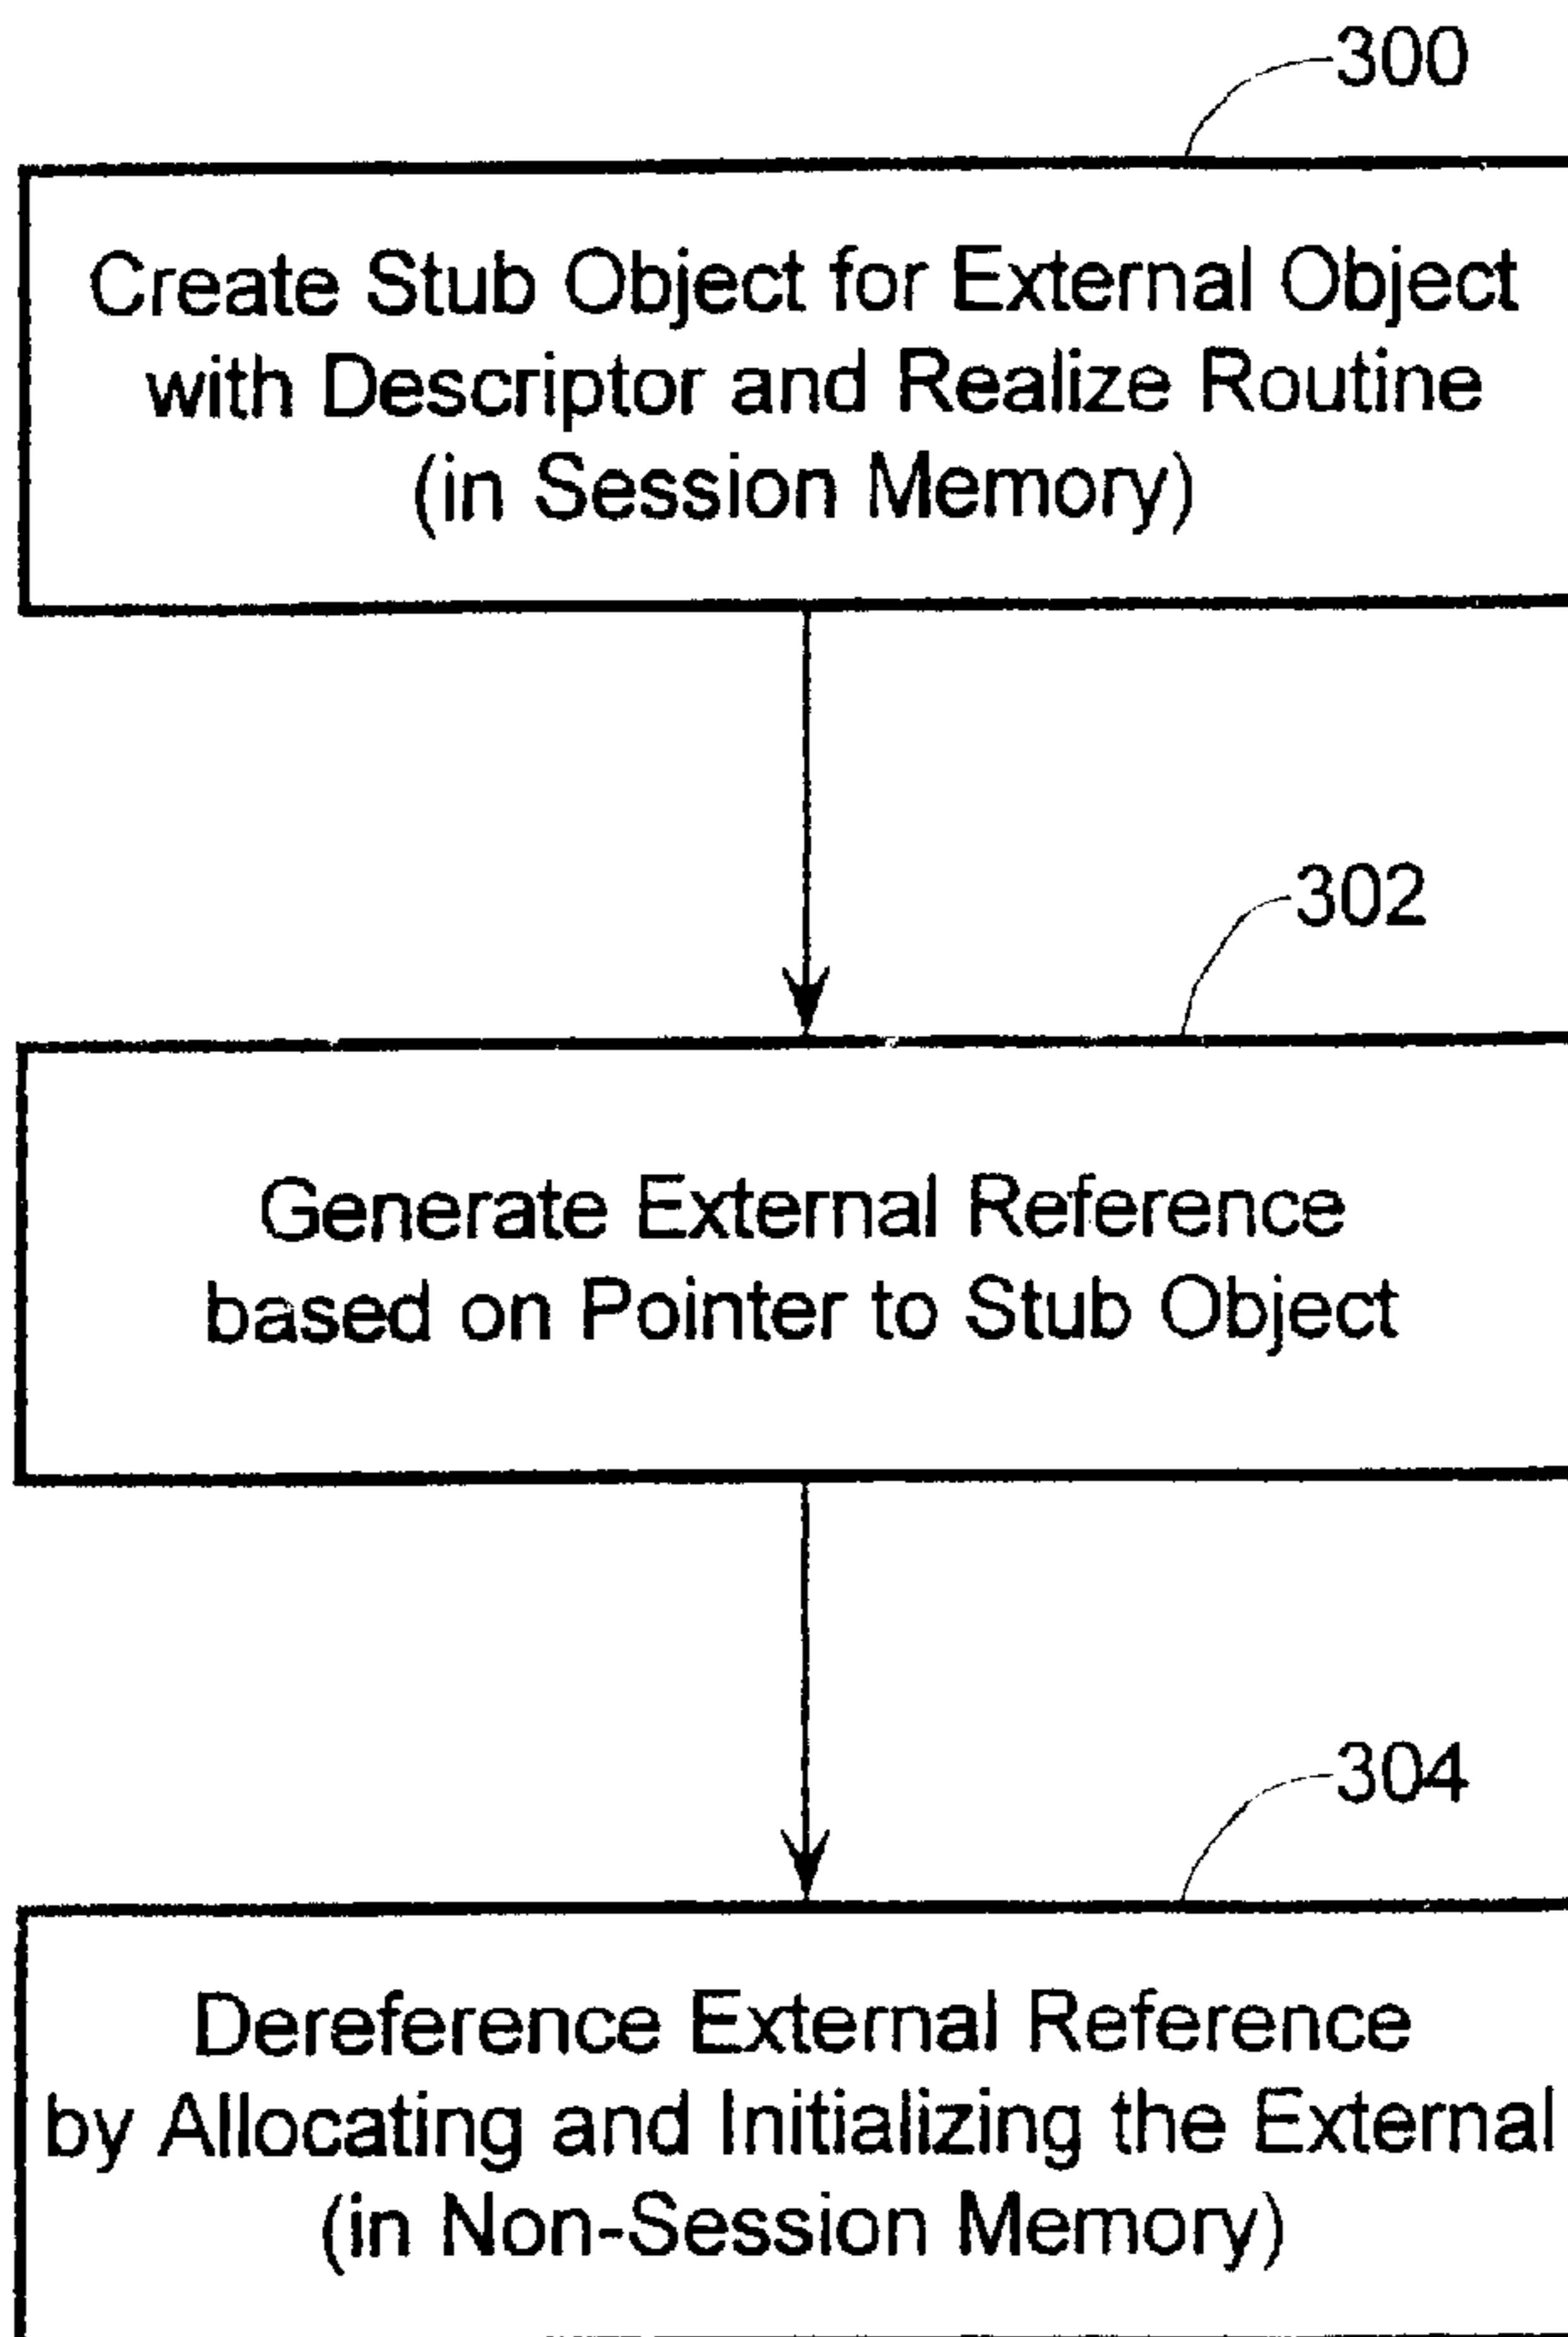 300
Create Stub Object for External Object
with Descriptor and Realize Routine
(in Session Memory)
302
Generate External Reference
based on Pointer to Stub Object
304
Dereference External Reference
by Allocating and Initializing the External
(in Non-Session Memory)